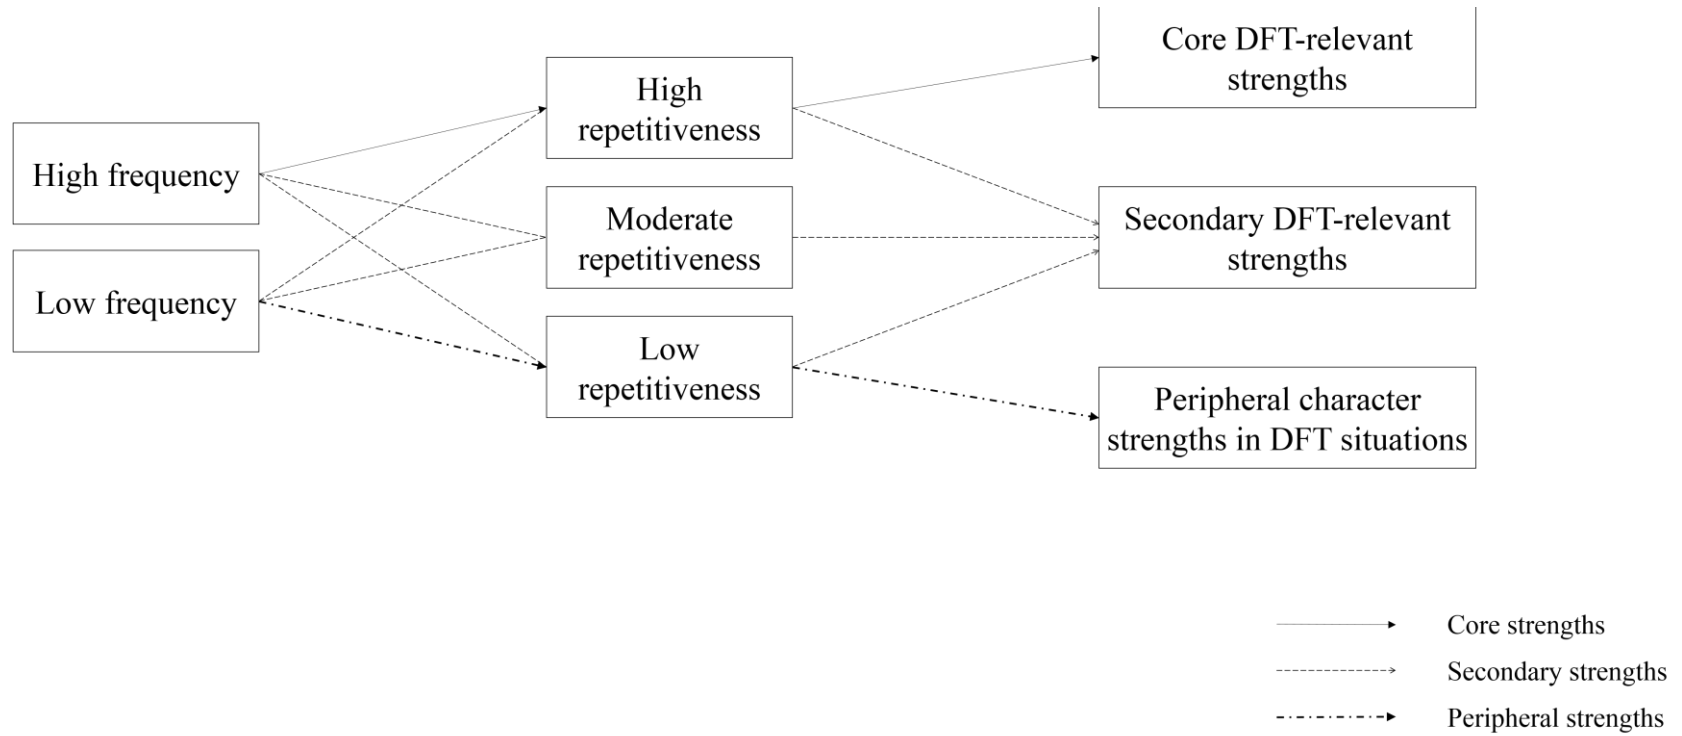 High frequency
Low frequency
High
repetitiveness
Moderate
repetitiveness
Low
repetitiveness
Core DFT-relevant
strengths
Secondary DFT-relevant
strengths
Peripheral character
strengths in DFT situations
Core strengths
Secondary strengths
Peripheral strengths